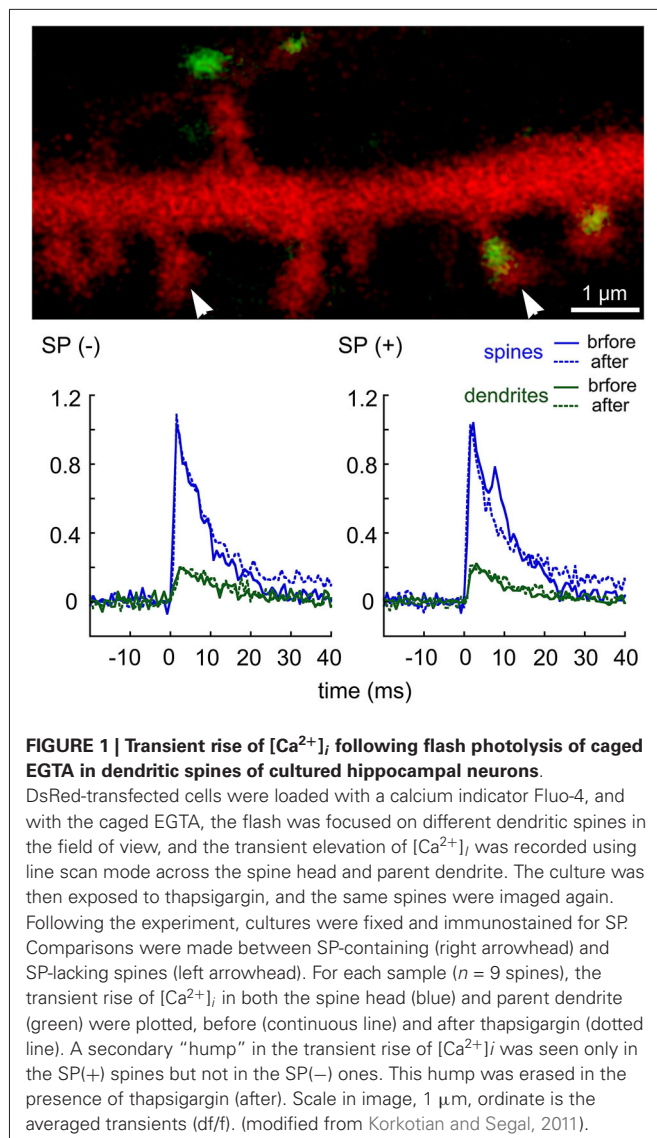 1 µm
SP (-)
SP (+)
spines
brfore
after
dendrites
brfore
after
1.2
0.8
0.4
0
1.2
0.8
0.4
0
-10 0 10 20 30 40
-10 0 10 20 30 40
time (ms)
FIGURE 1 | Transient rise of [Ca²⁺]i following flash photolysis of caged
EGTA in dendritic spines of cultured hippocampal neurons.
DsRed-transfected cells were loaded with a calcium indicator Fluo-4, and
with the caged EGTA, the flash was focused on different dendritic spines in
the field of view, and the transient elevation of [Ca²⁺]I was recorded using
line scan mode across the spine head and parent dendrite. The culture was
then exposed to thapsigargin, and the same spines were imaged again.
Following the experiment, cultures were fixed and immunostained for SP.
Comparisons were made between SP-containing (right arrowhead) and
SP-lacking spines (left arrowhead). For each sample (n = 9 spines), the
transient rise of [Ca²⁺]i in both the spine head (blue) and parent dendrite
(green) were plotted, before (continuous line) and after thapsigargin (dotted
line). A secondary “hump” in the transient rise of [Ca²⁺]i was seen only in
the SP(+) spines but not in the SP(−) ones. This hump was erased in the
presence of thapsigargin (after). Scale in image, 1 μm, ordinate is the
averaged transients (df/f). (modified from Korkotian and Segal, 2011).